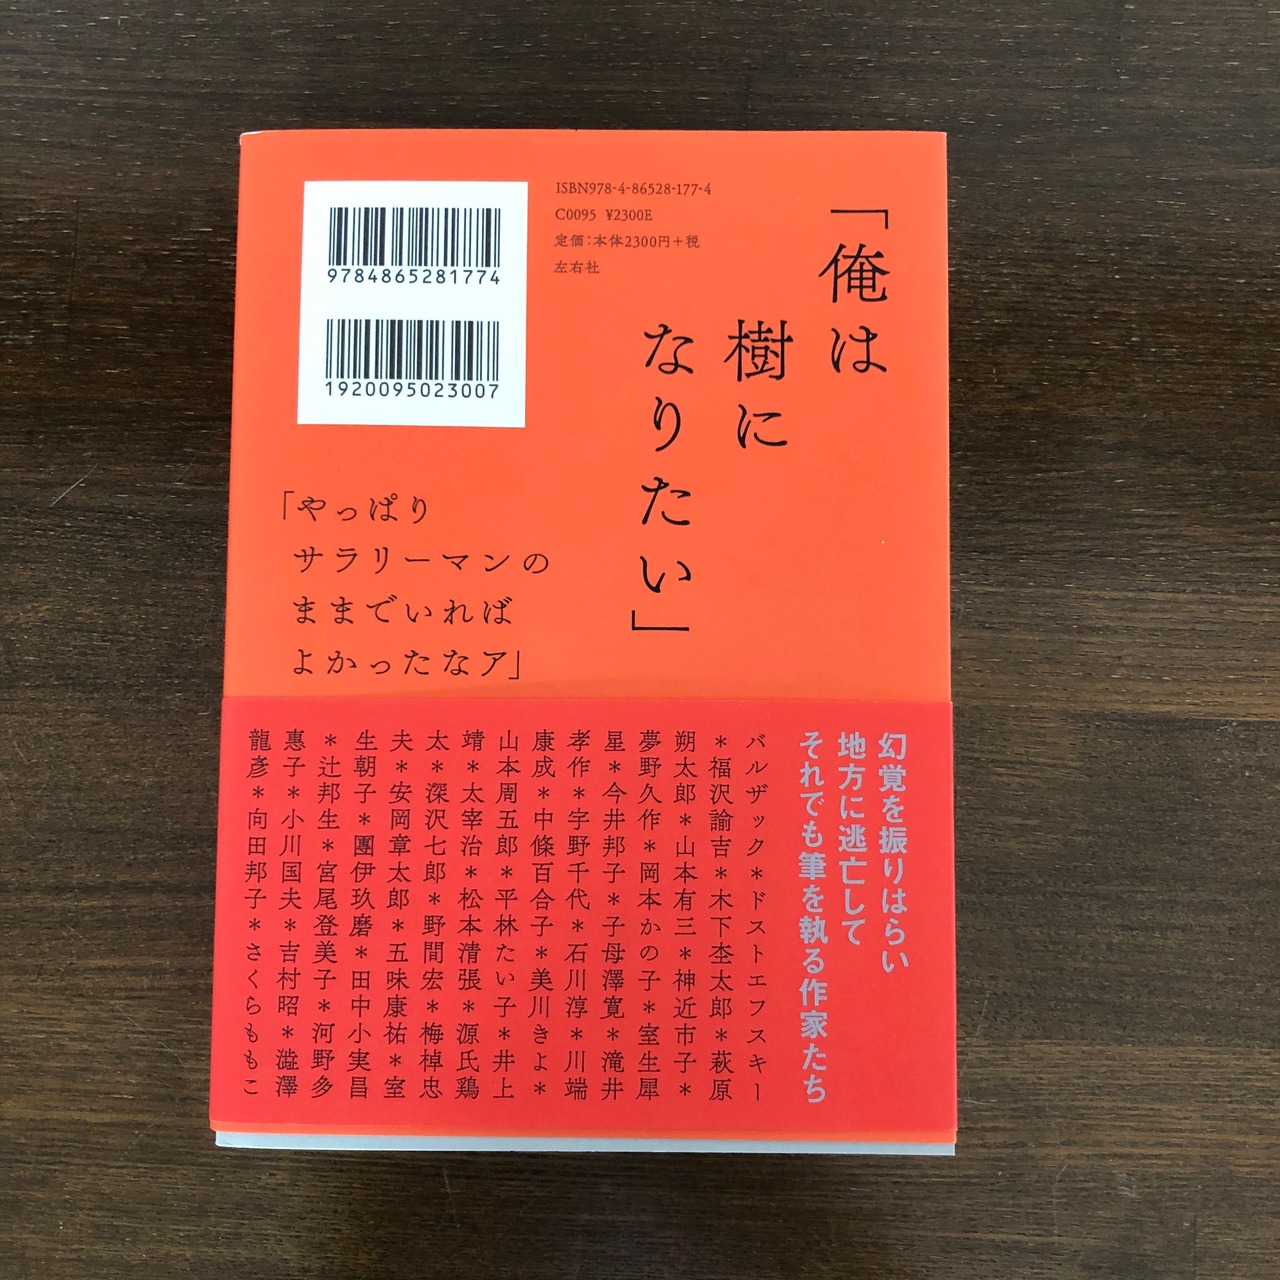 ISBN978-4-86528-177-4
C0095 ¥2300E
定価：本体2300円＋税
左右社
9784865281774
1920095023007
「俺は
樹に
なりたい」
「やっぱり
サラリーマンの
ままでいれば
よかったなア」
幻覚を振りはらい
地方に逃亡して
それでも筆を執る作家たち
バルザック＊ドストエフスキー
＊福沢諭吉＊木下杢太郎＊萩原
朔太郎＊山本有三＊神近市子＊
夢野久作＊岡本かの子＊室生犀
星＊今井邦子＊子母澤寛＊滝井
孝作＊宇野千代＊石川淳＊川端
康成＊中條百合子＊美川きよ＊
山本周五郎＊平林たい子＊井上
靖＊太宰治＊松本清張＊源氏鶏
太＊深沢七郎＊野間宏＊梅棹忠
夫＊安岡章太郎＊五味康祐＊室
生朝子＊團伊玖磨＊田中小実昌
＊辻邦生＊宮尾登美子＊河野多
惠子＊小川国夫＊吉村昭＊澁澤
龍彥＊向田邦子＊さくらももこ